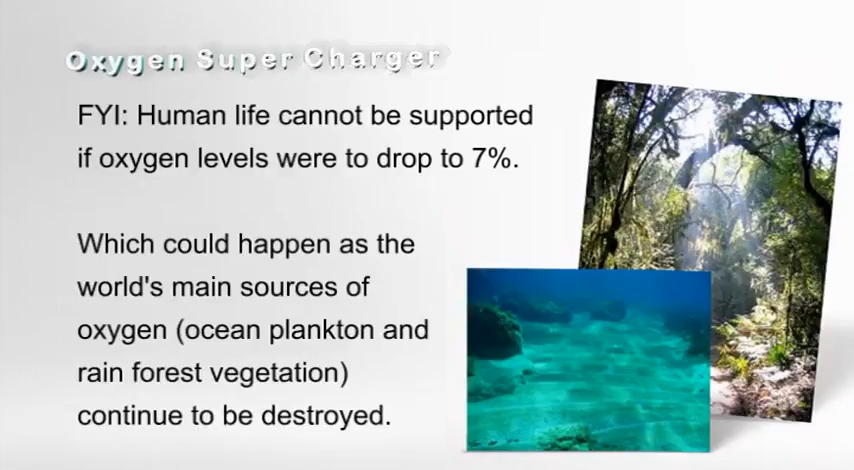 Oxygen Super Charger
FYI: Human life cannot be supported
if oxygen levels were to drop to 7%.
Which could happen as the
world's main sources of
oxygen (ocean plankton and
rain forest vegetation)
continue to be destroyed.